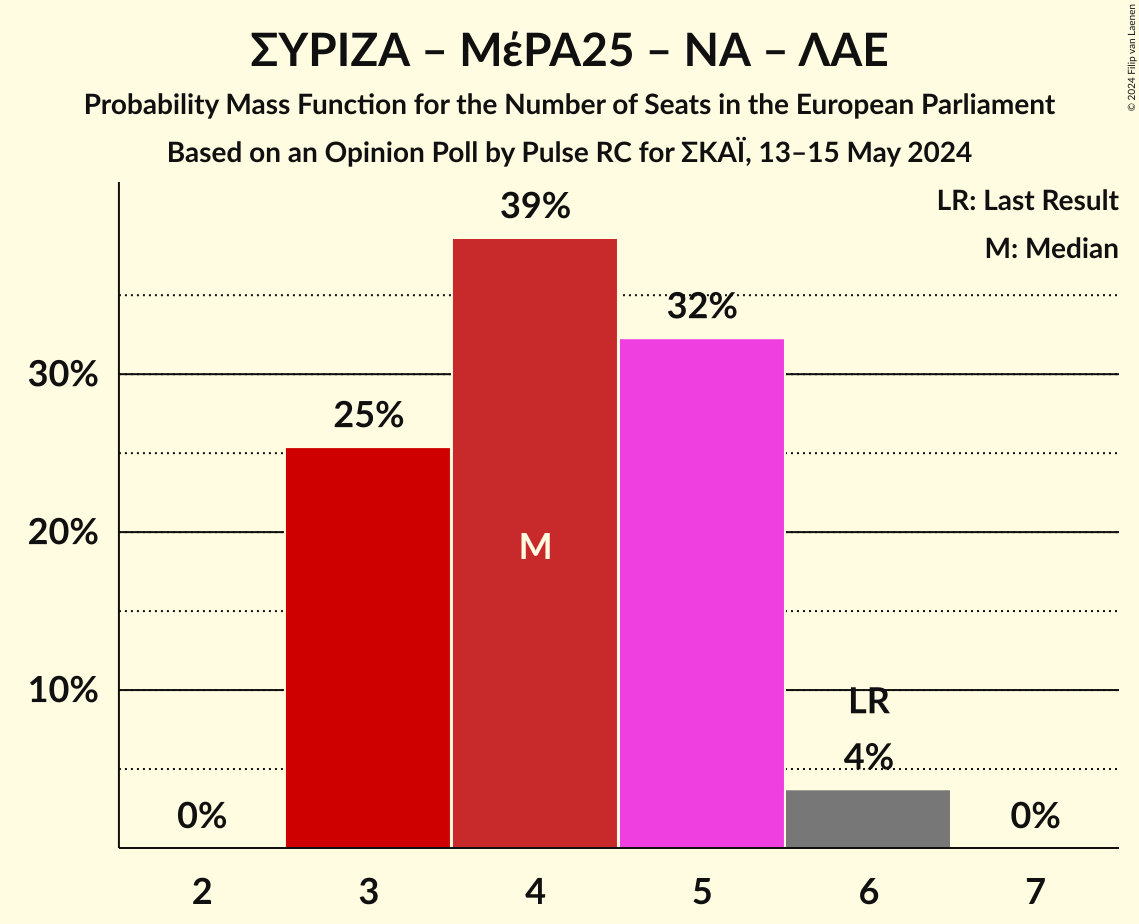 ΣΥΡΙΖΑ – ΜέΡΑ25 – ΝΑ – ΛΑΕ
Probability Mass Function for the Number of Seats in the European Parliament
Based on an Opinion Poll by Pulse RC for ΣΚΑΪ, 13–15 May 2024
© 2024 Filip van Laenen
LR: Last Result
M: Median
39%
32%
30%
25%
20%
M
10%
LR
4%
0%
0%
2 3 4 5 6 7